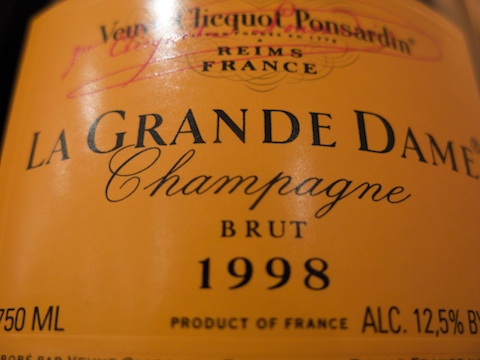 Veuve Clicquot Ponsardin
REIMS
FRANCE
LA GRANDE DAME
Champagne
BRUT
1998
750 ML PRODUCT OF FRANCE ALC. 12,5% BY